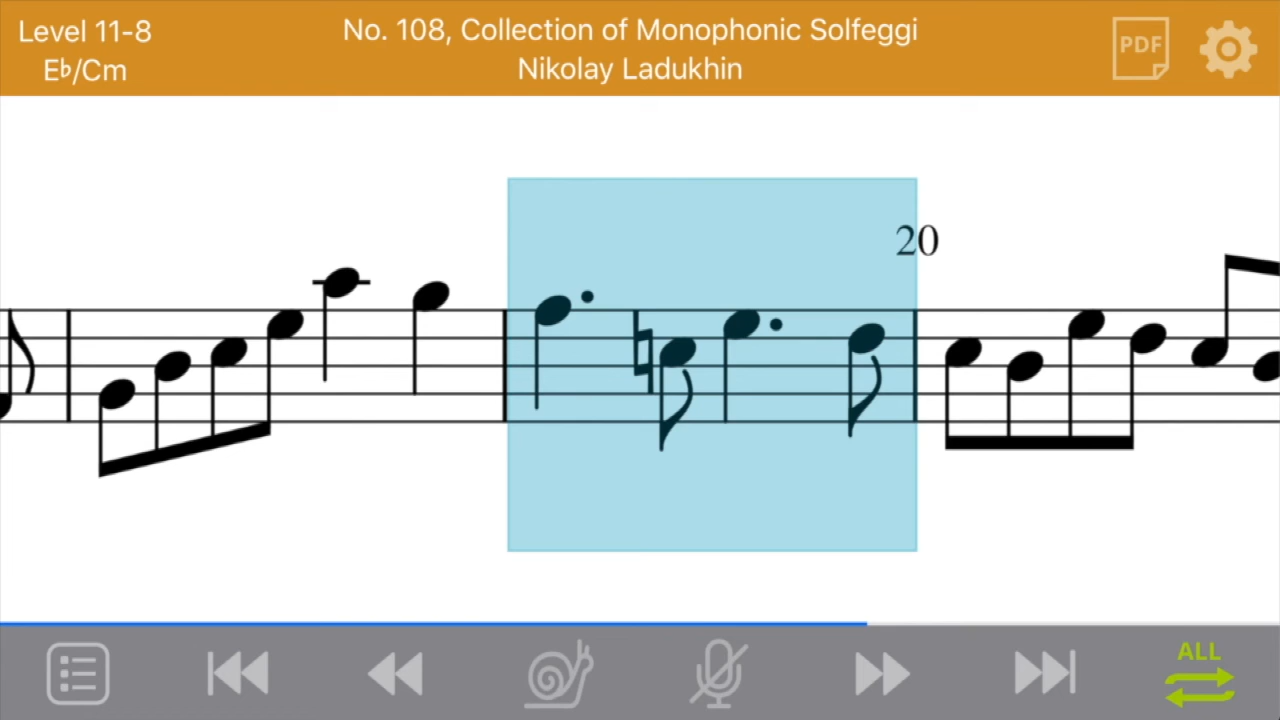 Level 11-8
E♭/Cm
No. 108, Collection of Monophonic Solfeggi
Nikolay Ladukhin
PDF
20
ALL